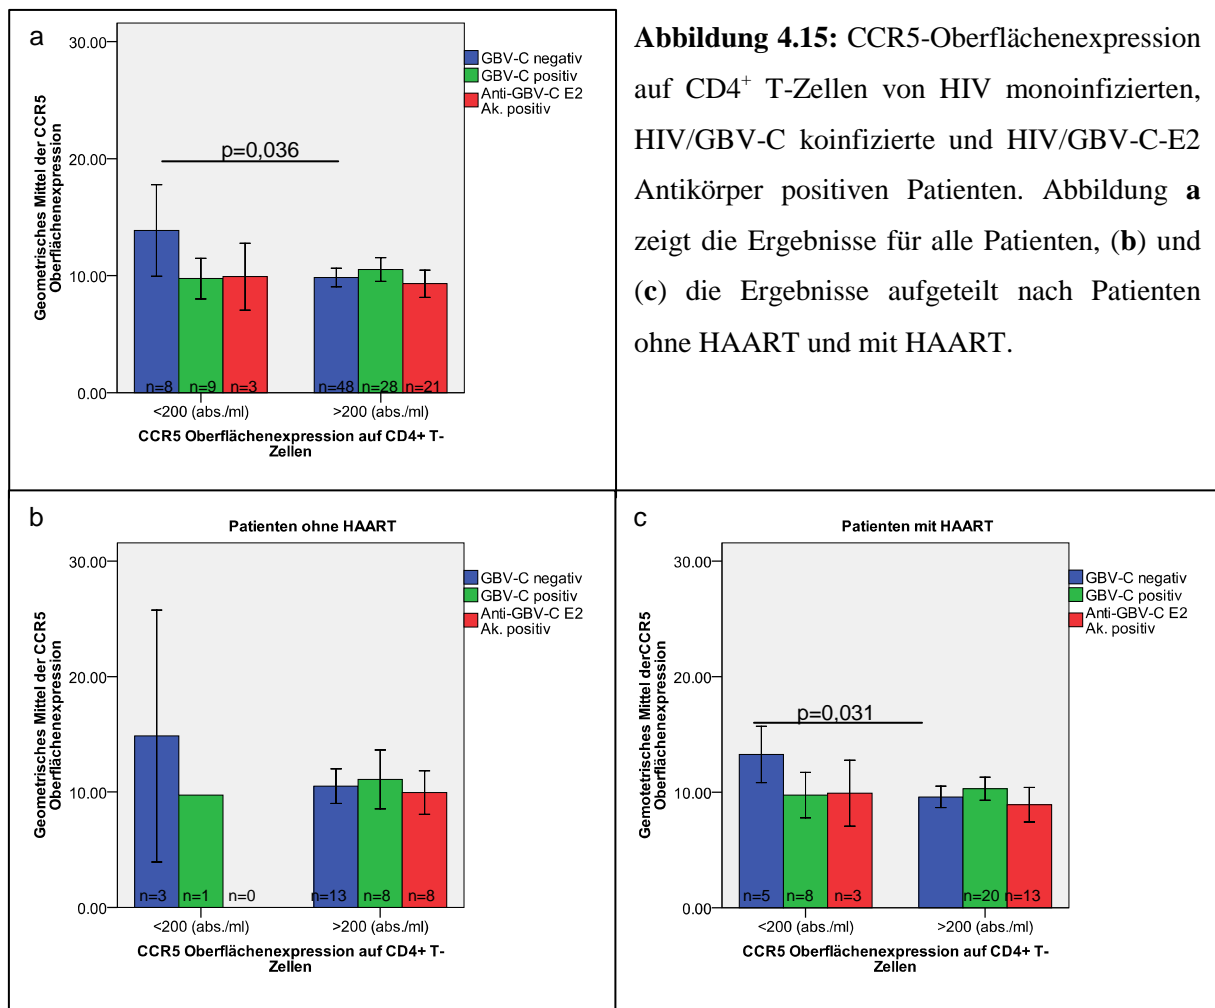 a
30.00
20.00
10.00
0.00
Geometrisches Mittel der CCR5
Oberflächenexpression
GBV-C negativ
GBV-C positiv
Anti-GBV-C E2
Ak. positiv
p=0,036
n=8 n=9 n=3 n=48 n=28 n=21
<200 (abs./ml) >200 (abs./ml)
CCR5 Oberflächenexpression auf CD4+ T-
Zellen
Abbildung 4.15: CCR5-Oberflächenexpression
auf CD4+ T-Zellen von HIV monoinfizierten,
HIV/GBV-C koinfizierte und HIV/GBV-C-E2
Antikörper positiven Patienten. Abbildung a
zeigt die Ergebnisse für alle Patienten, (b) und
(c) die Ergebnisse aufgeteilt nach Patienten
ohne HAART und mit HAART.
b
Patienten ohne HAART
30.00
20.00
10.00
0.00
Geometrisches Mittel der CCR5
Oberflächenexpression
GBV-C negativ
GBV-C positiv
Anti-GBV-C E2
Ak. positiv
n=3 n=1 n=0 n=13 n=8 n=8
<200 (abs./ml) >200 (abs./ml)
CCR5 Oberflächenexpression auf CD4+ T-
Zellen
c
Patienten mit HAART
30.00
20.00
10.00
0.00
Gemotetrisches Mittel derCCR5
Oberflächenexpression
GBV-C negativ
GBV-C positiv
Anti-GBV-C E2
Ak. positiv
p=0,031
n=5 n=8 n=3 n=20 n=13
<200 (abs./ml) >200 (abs./ml)
CCR5 Oberflächenexpression auf CD4+ T-
Zellen